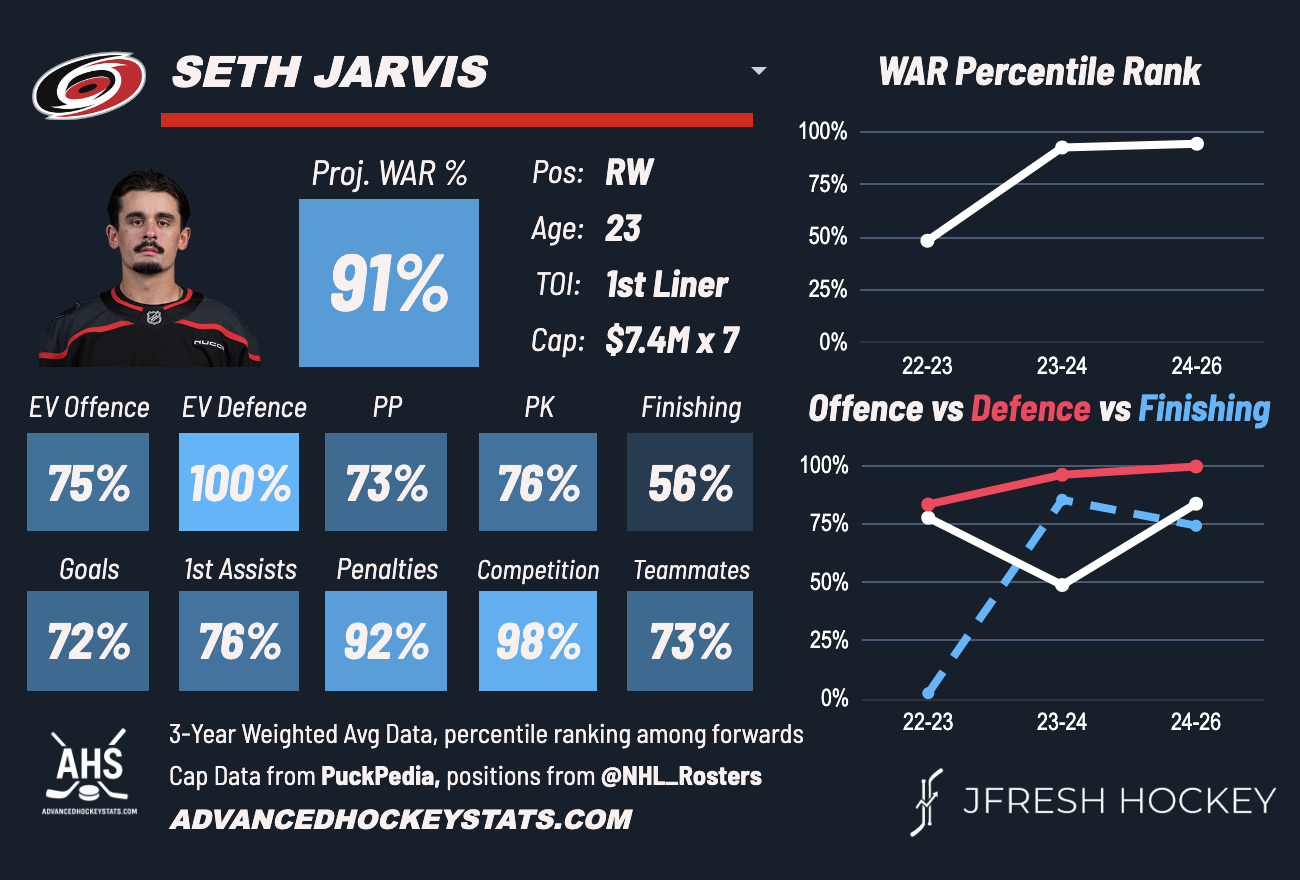 SETH JARVIS
Proj. WAR %
91%
Pos: RW
Age: 23
TOI: 1st Liner
Cap: $7.4M x 7
NUCOR
EV Offence EV Defence PP PK Finishing
75% 100% 73% 76% 56%
Goals 1st Assists Penalties Competition Teammates
72% 76% 92% 98% 73%
AHS
ADVANCEDHOCKEYSTATS.COM
3-Year Weighted Avg Data, percentile ranking among forwards
Cap Data from PuckPedia, positions from @NHL_Rosters
ADVANCEDHOCKEYSTATS.COM
WAR Percentile Rank
100%
75%
50%
25%
0%
22-23 23-24 24-26
Offence vs Defence vs Finishing
100%
75%
50%
25%
0%
22-23 23-24 24-26
JFRESH HOCKEY